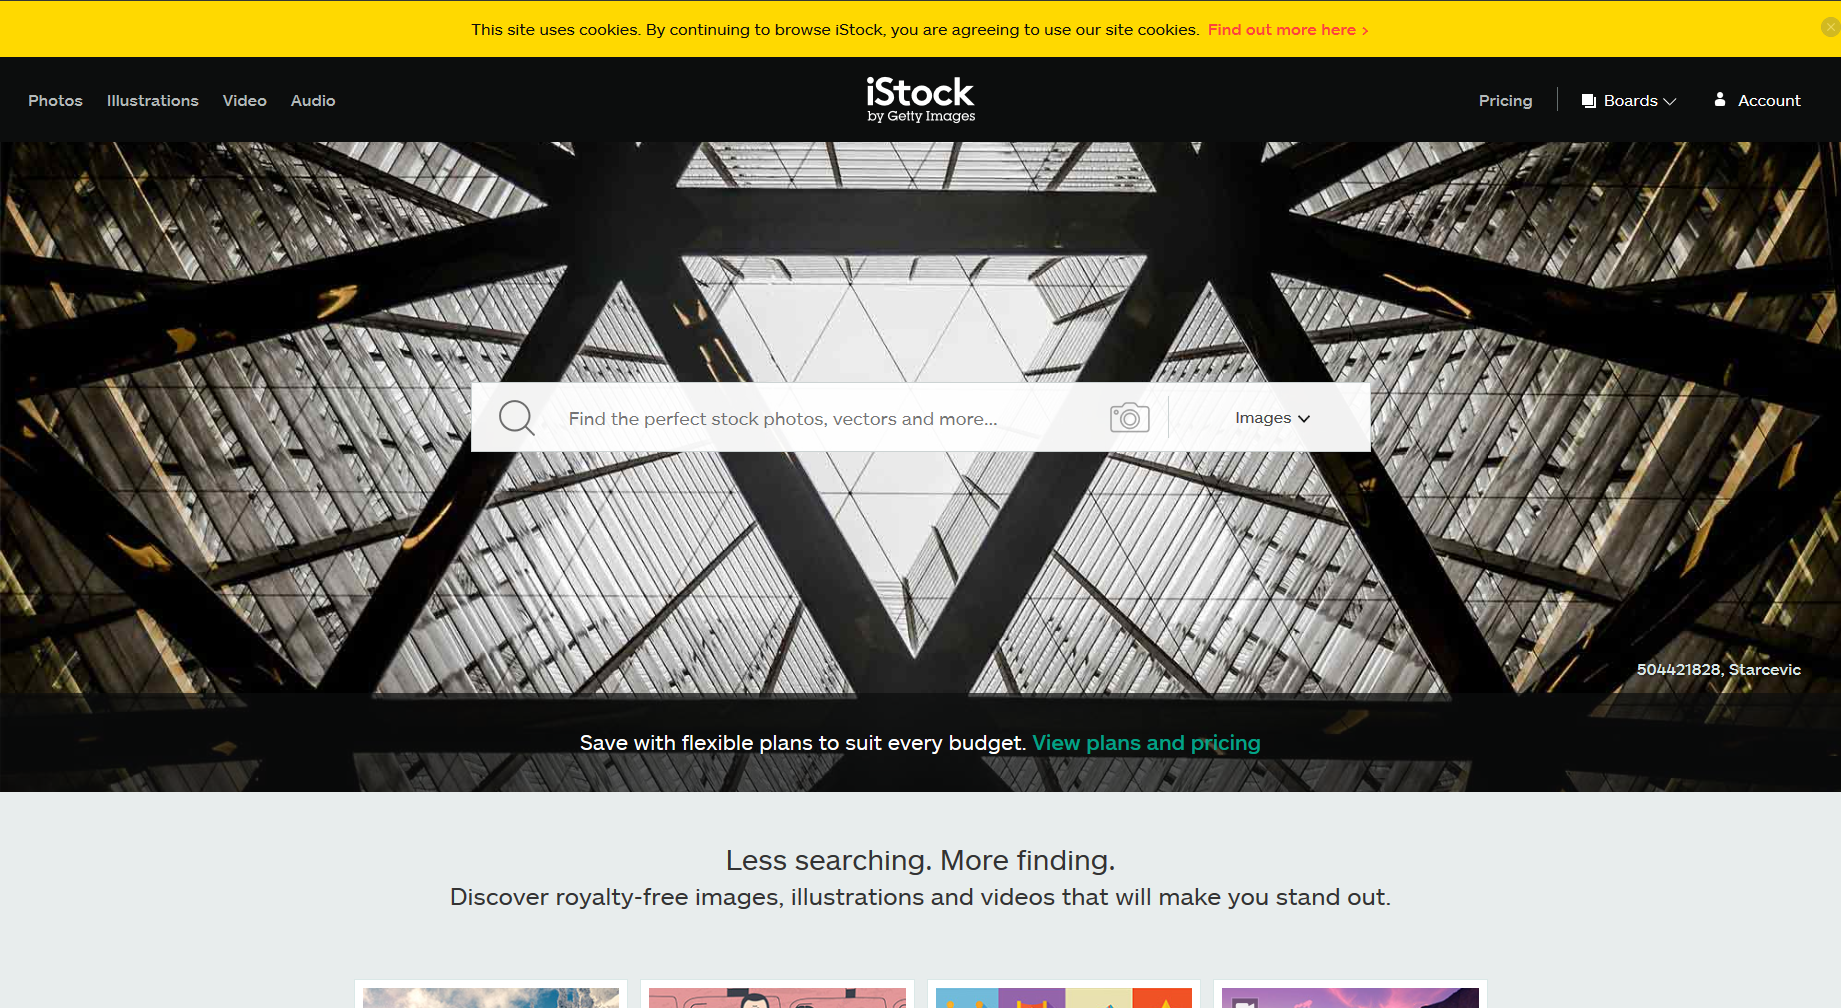 This site uses cookies. By continuing to browse iStock, you are agreeing to use our site cookies. Find out more here >
Photos Illustrations Video Audio
iStock
by Getty Images
Pricing Boards Account
Find the perfect stock photos, vectors and more...
Images
504421828, Starcevic
Save with flexible plans to suit every budget. View plans and pricing
Less searching. More finding.
Discover royalty-free images, illustrations and videos that will make you stand out.